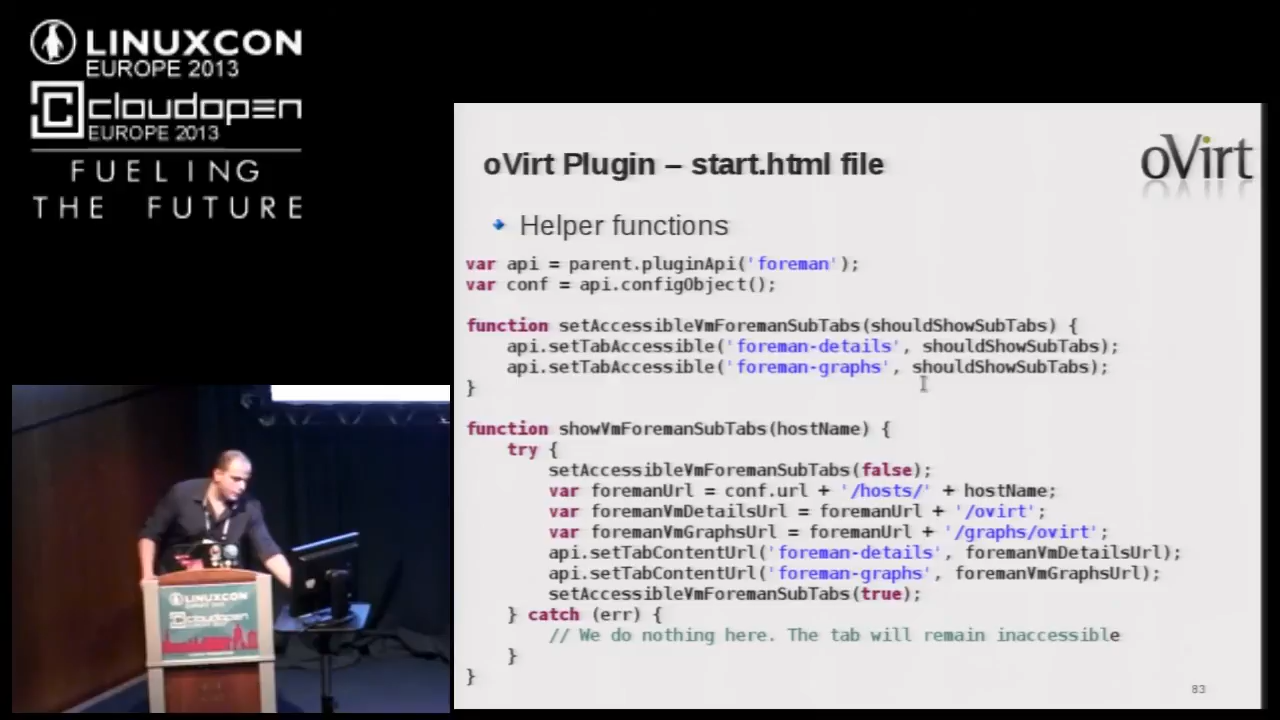 LINUXCON
EUROPE 2013
cloudopen
EUROPE 2013
FUELING
THE FUTURE
oVirt Plugin – start.html file
oVirt
Helper functions
var api = parent.pluginApi('foreman');
var conf = api.configObject();
function setAccessibleVmForemanSubTabs(shouldShowSubTabs) {
api.setTabAccessible('foreman-details', shouldShowSubTabs);
api.setTabAccessible('foreman-graphs', shouldShowSubTabs);
}
function showVmForemanSubTabs(hostName) {
try {
setAccessibleVmForemanSubTabs(false);
var foremanUrl = conf.url + '/hosts/' + hostName;
var foremanVmDetailsUrl = foremanUrl + '/ovirt';
var foremanVmGraphsUrl = foremanUrl + '/graphs/ovirt';
api.setTabContentUrl('foreman-details', foremanVmDetailsUrl);
api.setTabContentUrl('foreman-graphs', foremanVmGraphsUrl);
setAccessibleVmForemanSubTabs(true);
} catch (err) {
// We do nothing here. The tab will remain inaccessible
}
}
83
LINUXCON
cloudopen